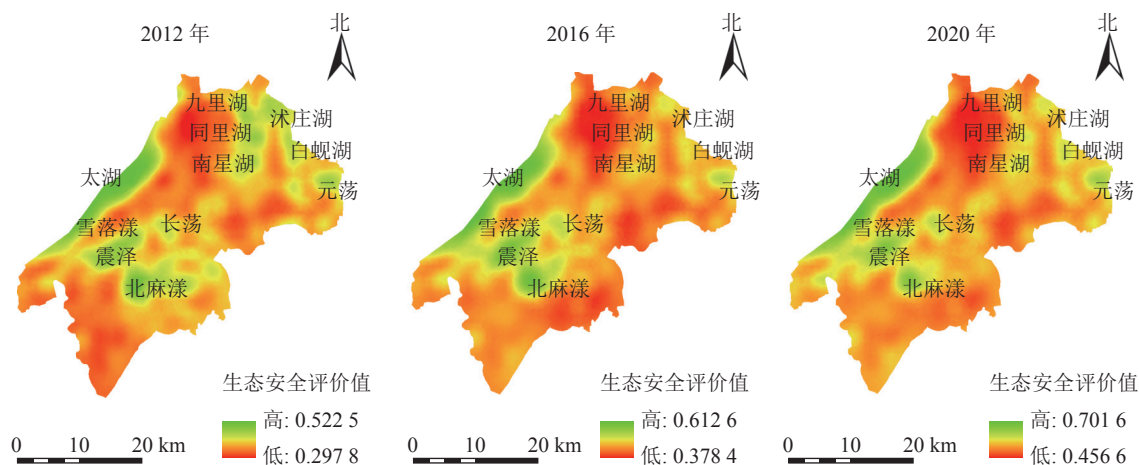 2012 年
北
九里湖
沭庄湖
同里湖
白蚬湖
南星湖
太湖
元荡
雪落漾
长荡
震泽
北麻漾
生态安全评价值
高: 0.522 5
低: 0.297 8
0 10 20 km
2016 年
北
九里湖
沭庄湖
同里湖
白蚬湖
南星湖
太湖
元荡
雪落漾
长荡
震泽
北麻漾
生态安全评价值
高: 0.612 6
低: 0.378 4
0 10 20 km
2020 年
北
九里湖
沭庄湖
同里湖
白蚬湖
南星湖
太湖
元荡
雪落漾
长荡
震泽
北麻漾
生态安全评价值
高: 0.701 6
低: 0.456 6
0 10 20 km